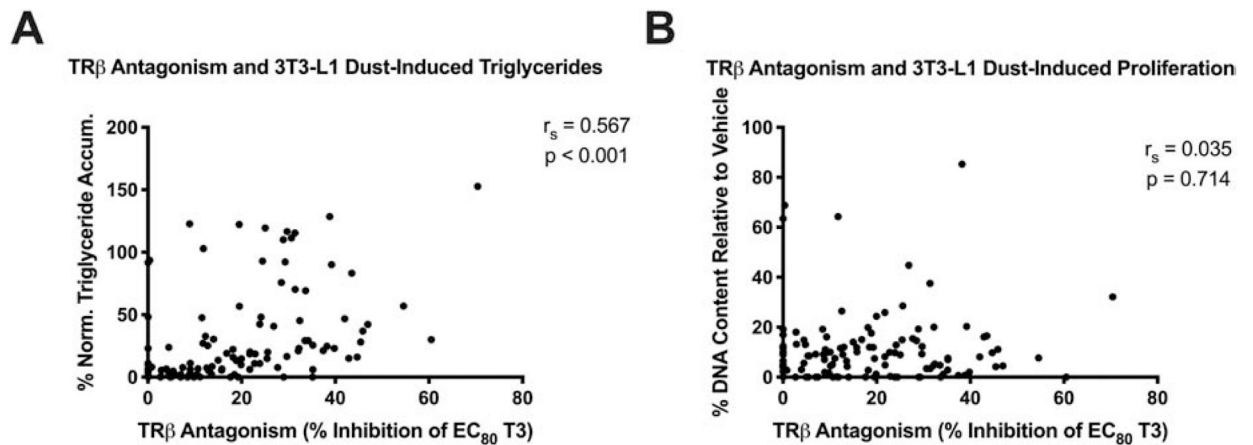 A
TRβ Antagonism and 3T3-L1 Dust-Induced Triglycerides
r_s = 0.567
p < 0.001
% Norm. Triglyceride Accum.
200
150
100
50
0
0 20 40 60 80
TRβ Antagonism (% Inhibition of EC80 T3)
B
TRβ Antagonism and 3T3-L1 Dust-Induced Proliferation
r_s = 0.035
p = 0.714
% DNA Content Relative to Vehicle
100
80
60
40
20
0
0 20 40 60 80
TRβ Antagonism (% Inhibition of EC80 T3)